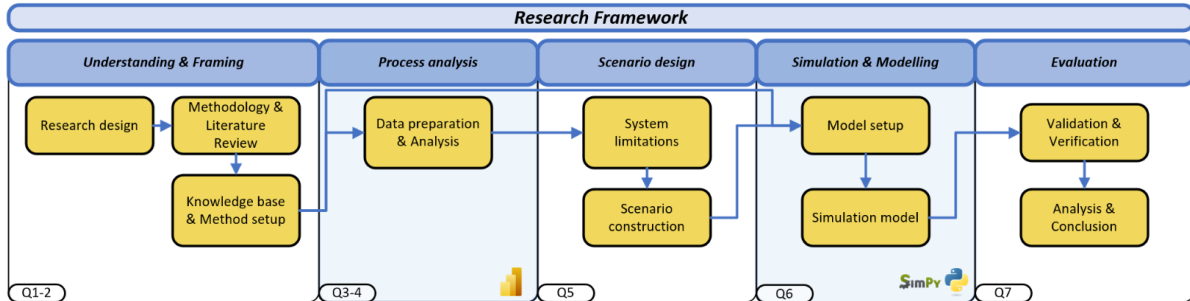 Research Framework
Understanding & Framing
Process analysis
Scenario design
Simulation & Modelling
Evaluation
Research design
Methodology &
Literature
Review
Knowledge base
& Method setup
Data preparation
& Analysis
System
limitations
Scenario
construction
Model setup
Simulation model
Validation &
Verification
Analysis &
Conclusion
Q1-2
Q3-4
Q5
SimPy
Q6
Q7